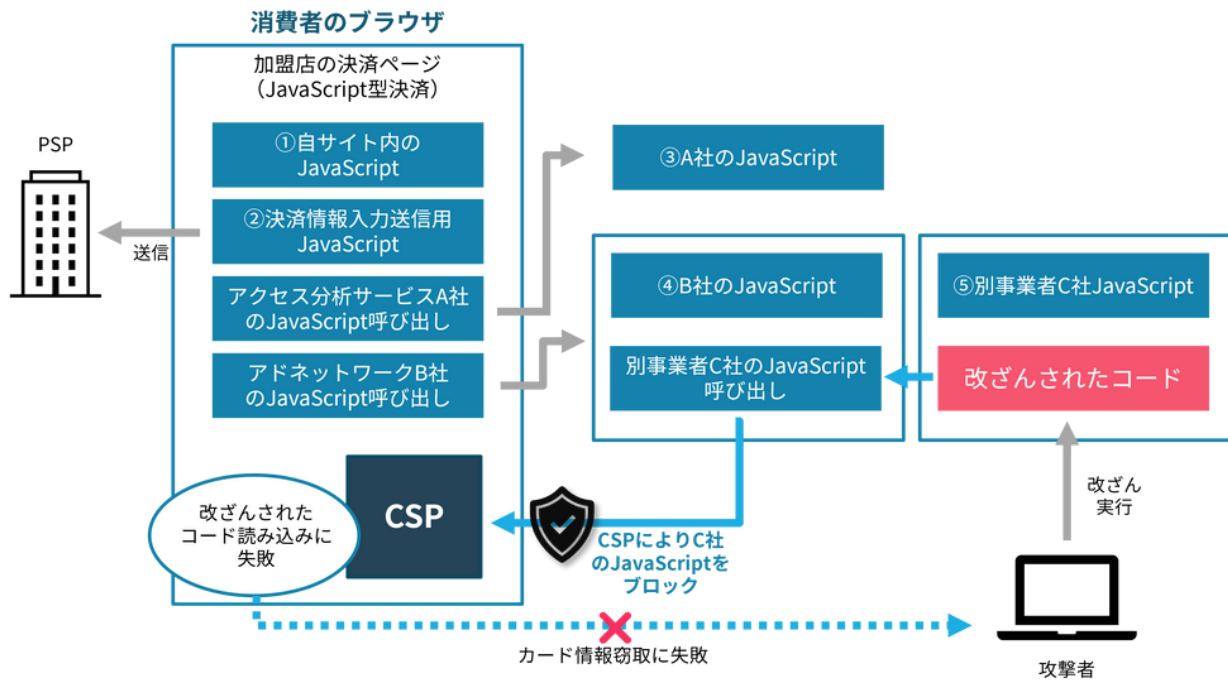 消費者のブラウザ
加盟店の決済ページ
（JavaScript型決済）
PSP
①自サイト内の
JavaScript
③A社のJavaScript
②決済情報入力送信用
JavaScript
送信
アクセス分析サービスA社
のJavaScript呼び出し
④B社のJavaScript
⑤別事業者C社JavaScript
アドネットワークB社
のJavaScript呼び出し
別事業者C社のJavaScript
呼び出し
改ざんされたコード
改ざんされた
コード読み込みに
失敗
CSP
CSPによりC社
のJavaScriptを
ブロック
改ざん
実行
カード情報窃取に失敗
攻撃者